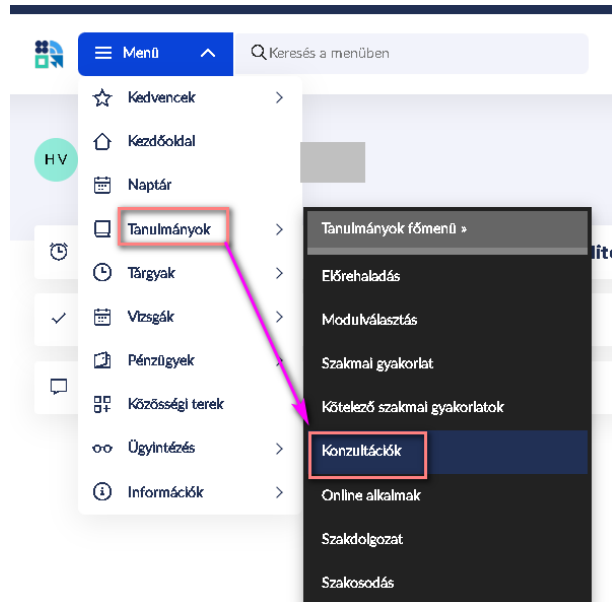 Menü
Keresés a menüben
Kedvencek
Kezdőoldal
HV
Naptár
Tanulmányok
Tárgyak
Vizsgák
Pénzügyek
Közösségi terek
Ügyintézés
Információk
Tanulmányok főmenü »
Előrehaladás
Modulválasztás
Szakmai gyakorlat
Kötelező szakmai gyakorlatok
Konzultációk
Online alkalmak
Szakdolgozat
Szakosodás